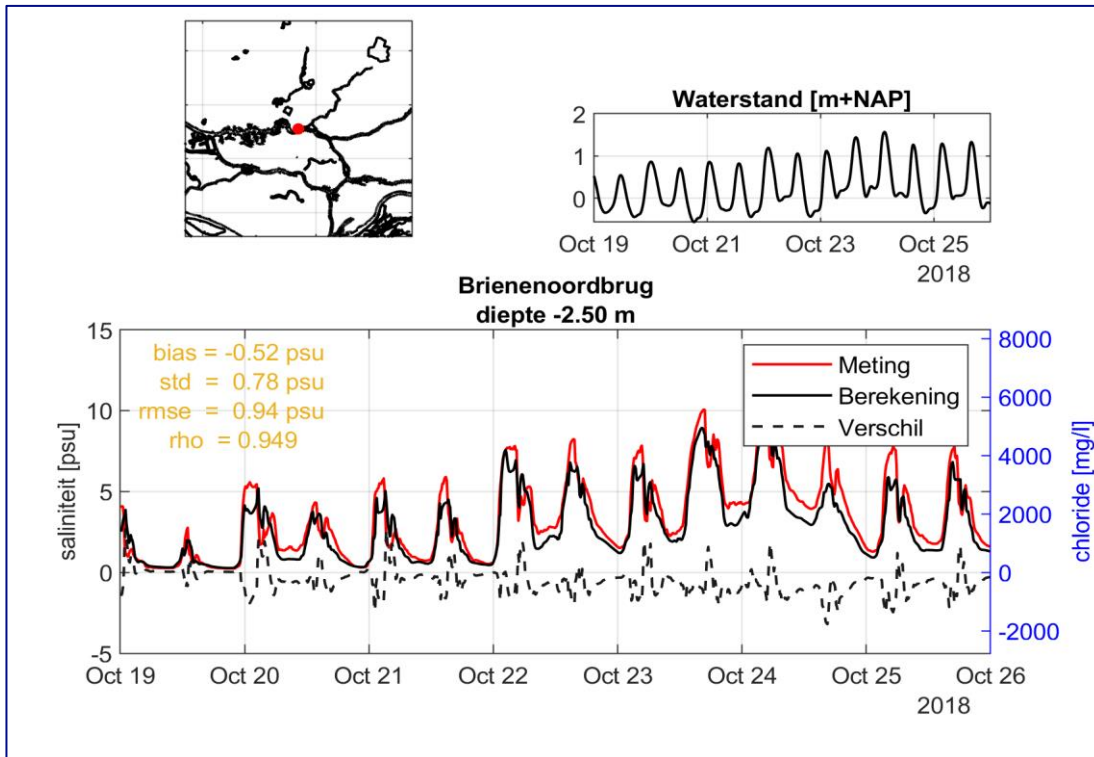 Waterstand [m+NAP]
2
1
0
Oct 19 Oct 21 Oct 23 Oct 25
2018
Brienenoordbrug
diepte -2.50 m
15
10
5
0
-5
saliniteit [psu]
bias = -0.52 psu
std = 0.78 psu
rmse = 0.94 psu
rho = 0.949
Meting
Berekening
Verschil
8000
6000
4000
2000
0
-2000
chloride [mg/l]
Oct 19 Oct 20 Oct 21 Oct 22 Oct 23 Oct 24 Oct 25 Oct 26
2018